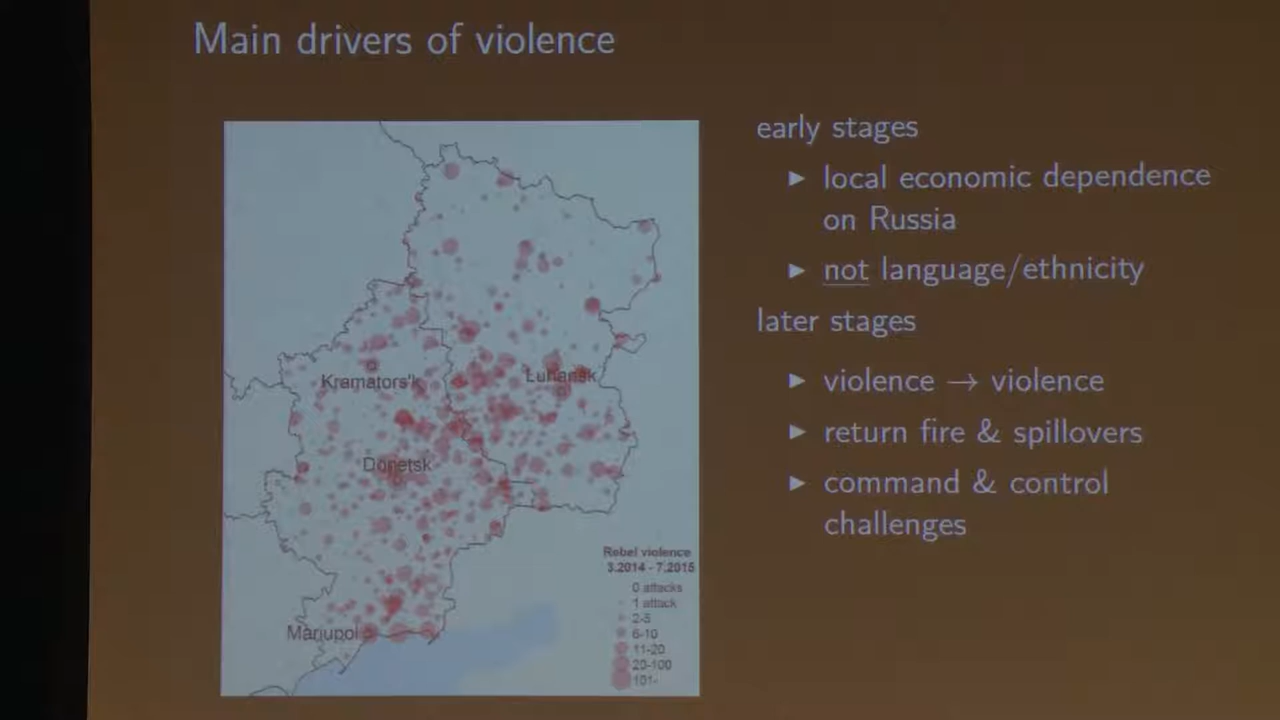 Main drivers of violence
early stages
► local economic dependence
on Russia
► not language/ethnicity
later stages
► violence → violence
► return fire & spillovers
► command & control
challenges
Kramators'k
Luhansk
Donetsk
Mariupol
Rebel violence
3.2014 - 7.2015
0 attacks
1 attack
2-5
6-10
11-20
20-100
101-